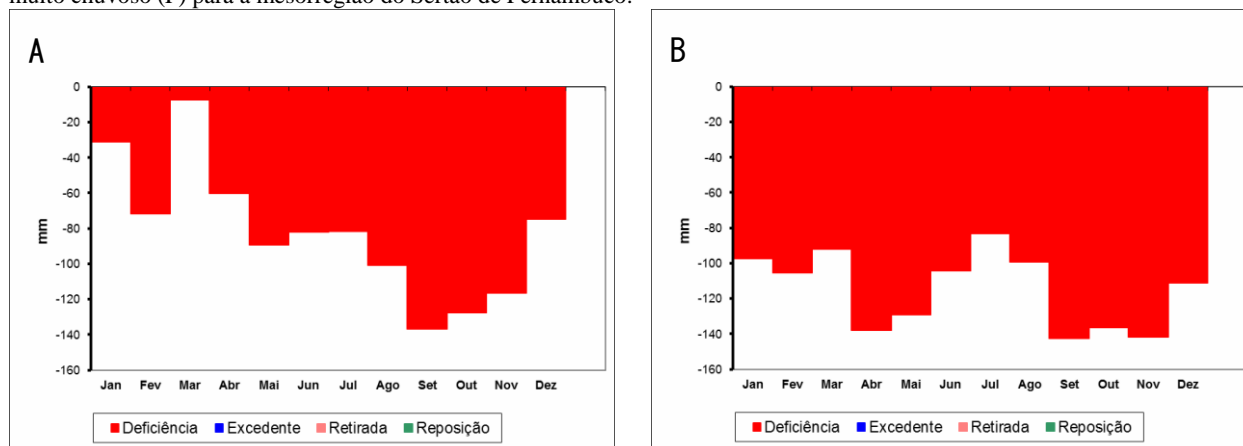 muito chuvoso (F) para a mesorregião do Sertão de Pernambuco.
A
0
-20
-40
-60
-80
-100
-120
-140
-160
mm
Jan Fev Mar Abr Mai Jun Jul Ago Set Out Nov Dez
Deficiência Excedente Retirada Reposição
B
0
-20
-40
-60
-80
-100
-120
-140
-160
mm
Jan Fev Mar Abr Mai Jun Jul Ago Set Out Nov Dez
Deficiência Excedente Retirada Reposição